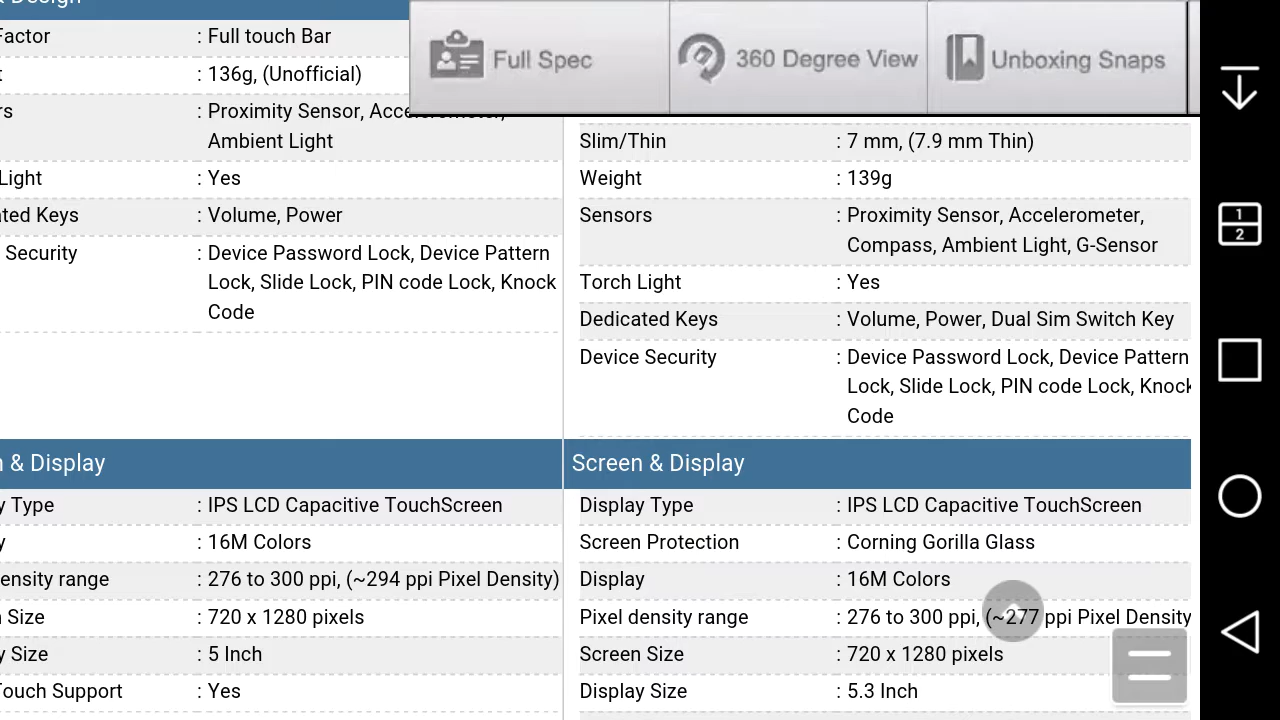 & Design
Full Spec
360 Degree View
Unboxing Snaps
Factor : Full touch Bar
t : 136g, (Unofficial)
rs : Proximity Sensor, Accelerometer,
Ambient Light
Light : Yes
ated Keys : Volume, Power
Security : Device Password Lock, Device Pattern
Lock, Slide Lock, PIN code Lock, Knock
Code
Slim/Thin : 7 mm, (7.9 mm Thin)
Weight : 139g
Sensors : Proximity Sensor, Accelerometer,
Compass, Ambient Light, G-Sensor
Torch Light : Yes
Dedicated Keys : Volume, Power, Dual Sim Switch Key
Device Security : Device Password Lock, Device Pattern
Lock, Slide Lock, PIN code Lock, Knock
Code
n & Display
y Type : IPS LCD Capacitive TouchScreen
y : 16M Colors
ensity range : 276 to 300 ppi, (~294 ppi Pixel Density)
n Size : 720 x 1280 pixels
y Size : 5 Inch
Touch Support : Yes
Screen & Display
Display Type : IPS LCD Capacitive TouchScreen
Screen Protection : Corning Gorilla Glass
Display : 16M Colors
Pixel density range : 276 to 300 ppi, (~277 ppi Pixel Density
Screen Size : 720 x 1280 pixels
Display Size : 5.3 Inch
1
2